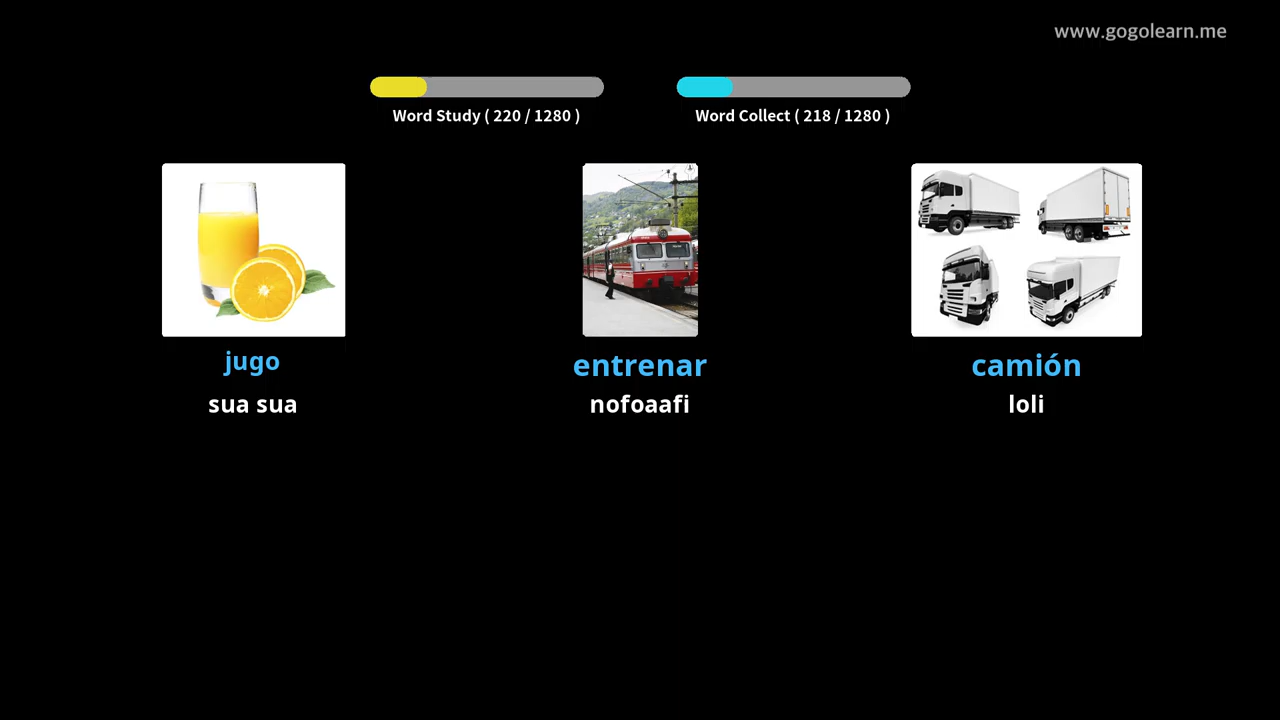 www.gogolearn.me
Word Study ( 220 / 1280 )
Word Collect ( 218 / 1280 )
jugo
entrenar
camión
sua sua
nofoaafi
loli